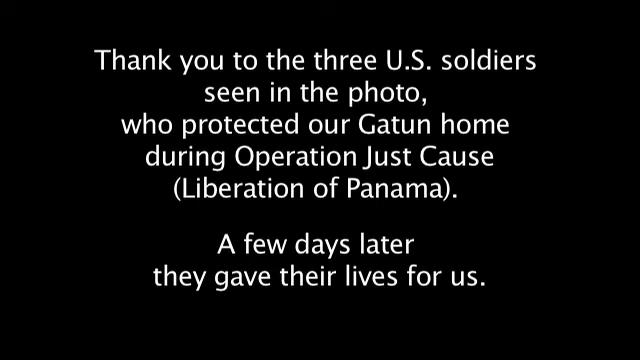 Thank you to the three U.S. soldiers
seen in the photo,
who protected our Gatun home
during Operation Just Cause
(Liberation of Panama).
A few days later
they gave their lives for us.